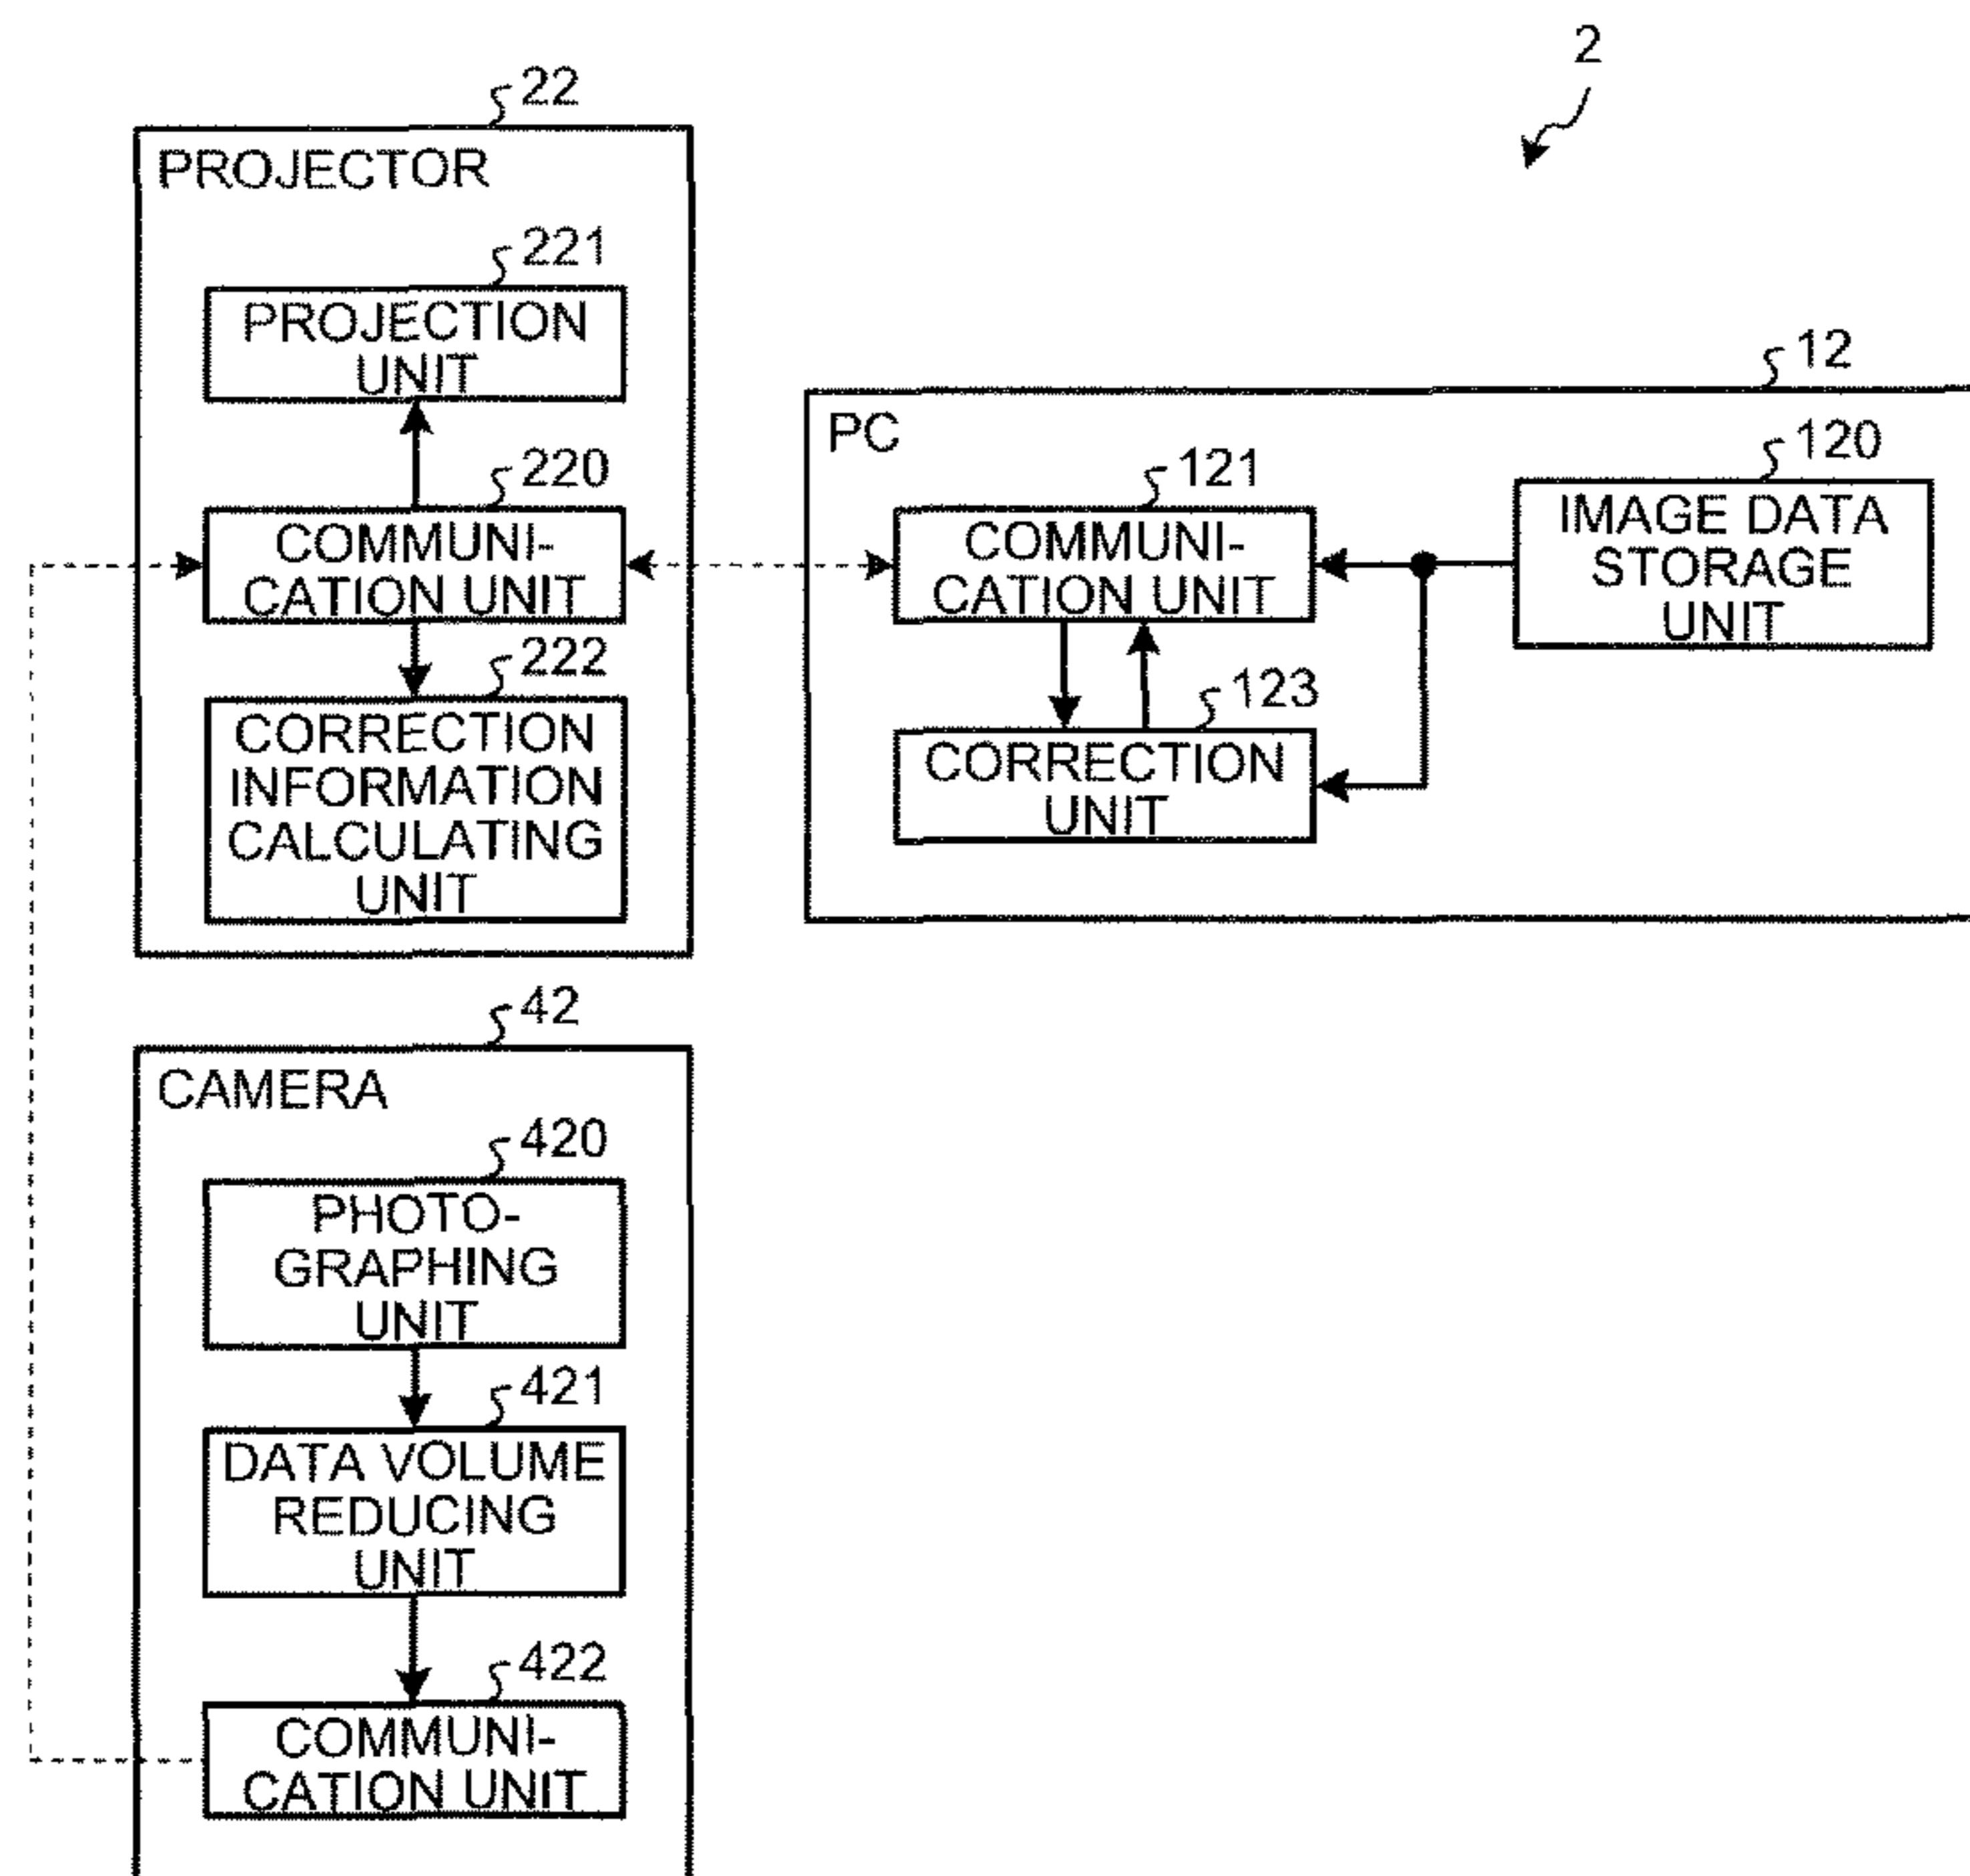 2
22
PROJECTOR
221
PROJECTION
UNIT
220
COMMUNI-
CATION UNIT
222
CORRECTION
INFORMATION
CALCULATING
UNIT
12
PC
121
COMMUNI-
CATION UNIT
120
IMAGE DATA
STORAGE
UNIT
123
CORRECTION
UNIT
42
CAMERA
420
PHOTO-
GRAPHING
UNIT
421
DATA VOLUME
REDUCING
UNIT
422
COMMUNI-
CATION UNIT